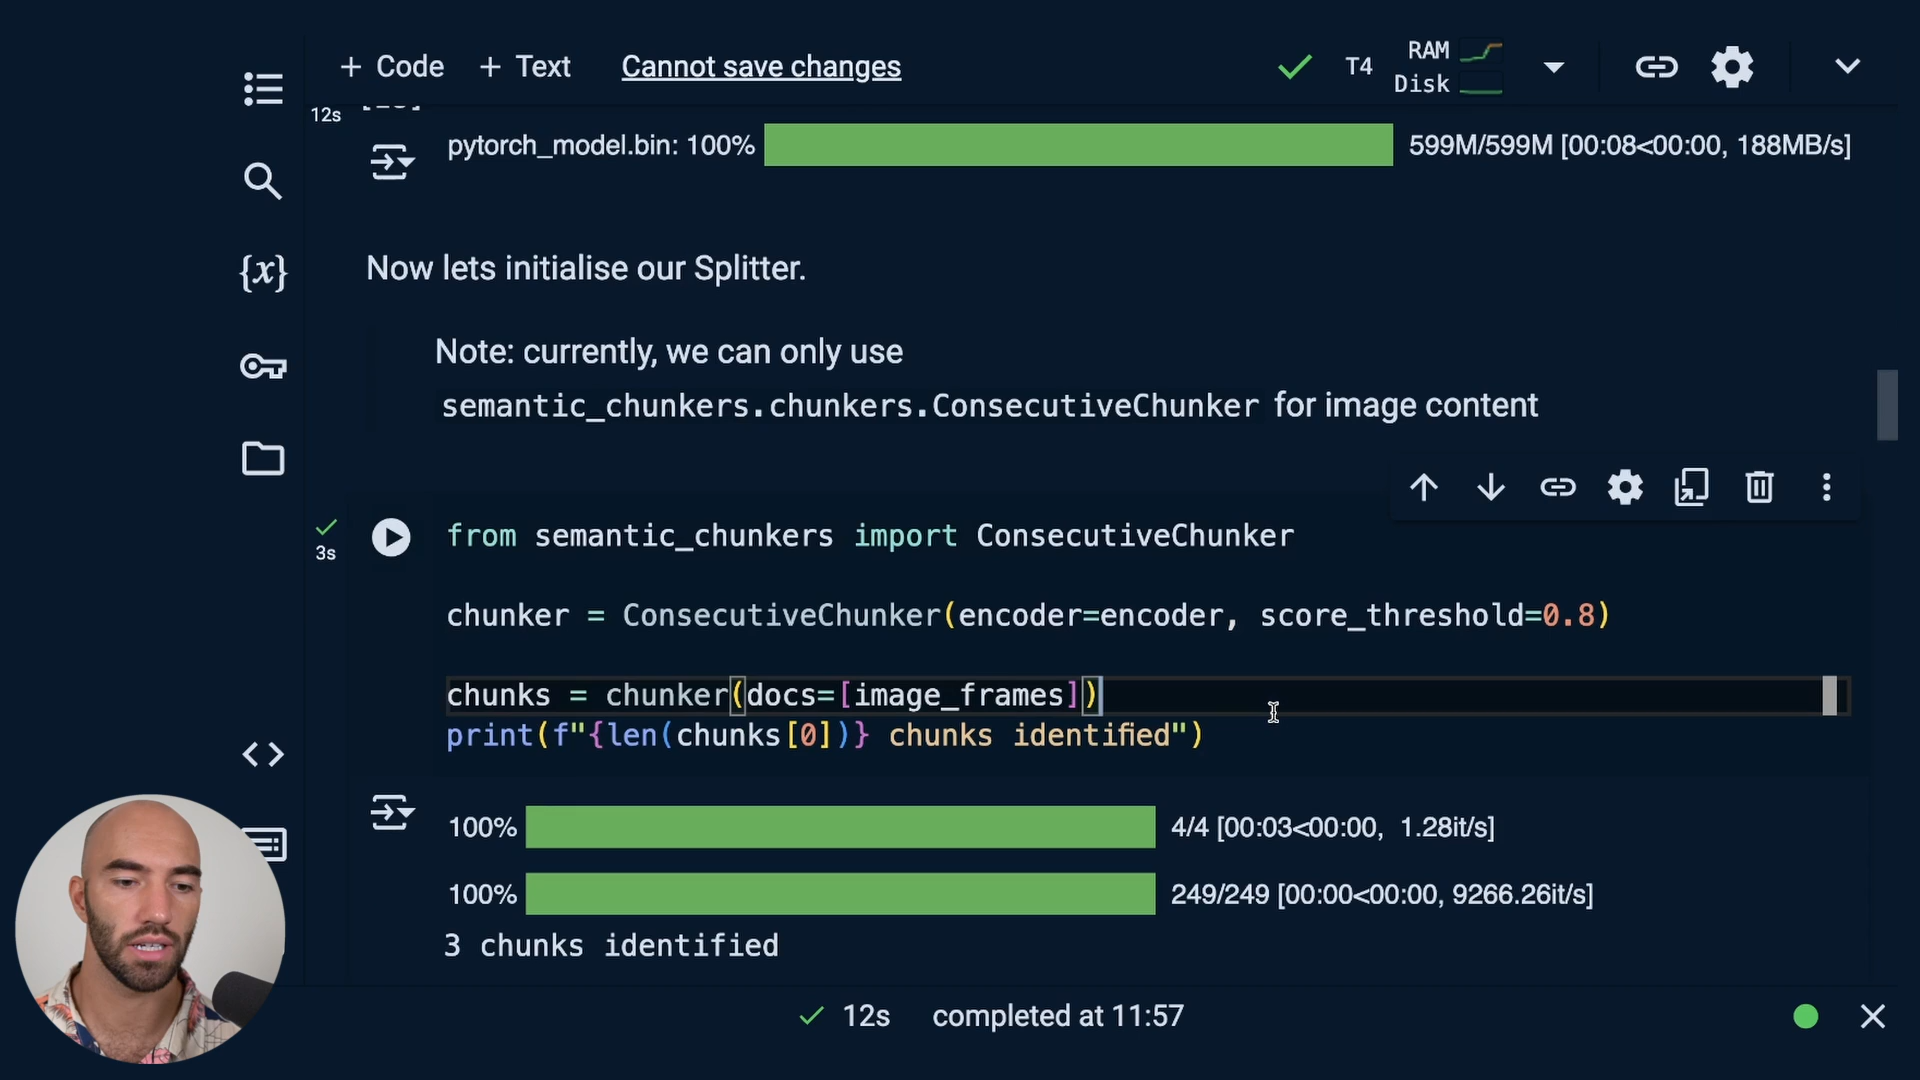 + Code + Text Cannot save changes T4 RAM Disk
12s
pytorch_model.bin: 100% 599M/599M [00:08<00:00, 188MB/s]
{x}
Now lets initialise our Splitter.
Note: currently, we can only use
semantic_chunkers.chunkers.ConsecutiveChunker for image content
3s
from semantic_chunkers import ConsecutiveChunker
chunker = ConsecutiveChunker(encoder=encoder, score_threshold=0.8)
chunks = chunker(docs=[image_frames])
print(f"{len(chunks[0])} chunks identified")
100% 4/4 [00:03<00:00, 1.28it/s]
100% 249/249 [00:00<00:00, 9266.26it/s]
3 chunks identified
12s completed at 11:57